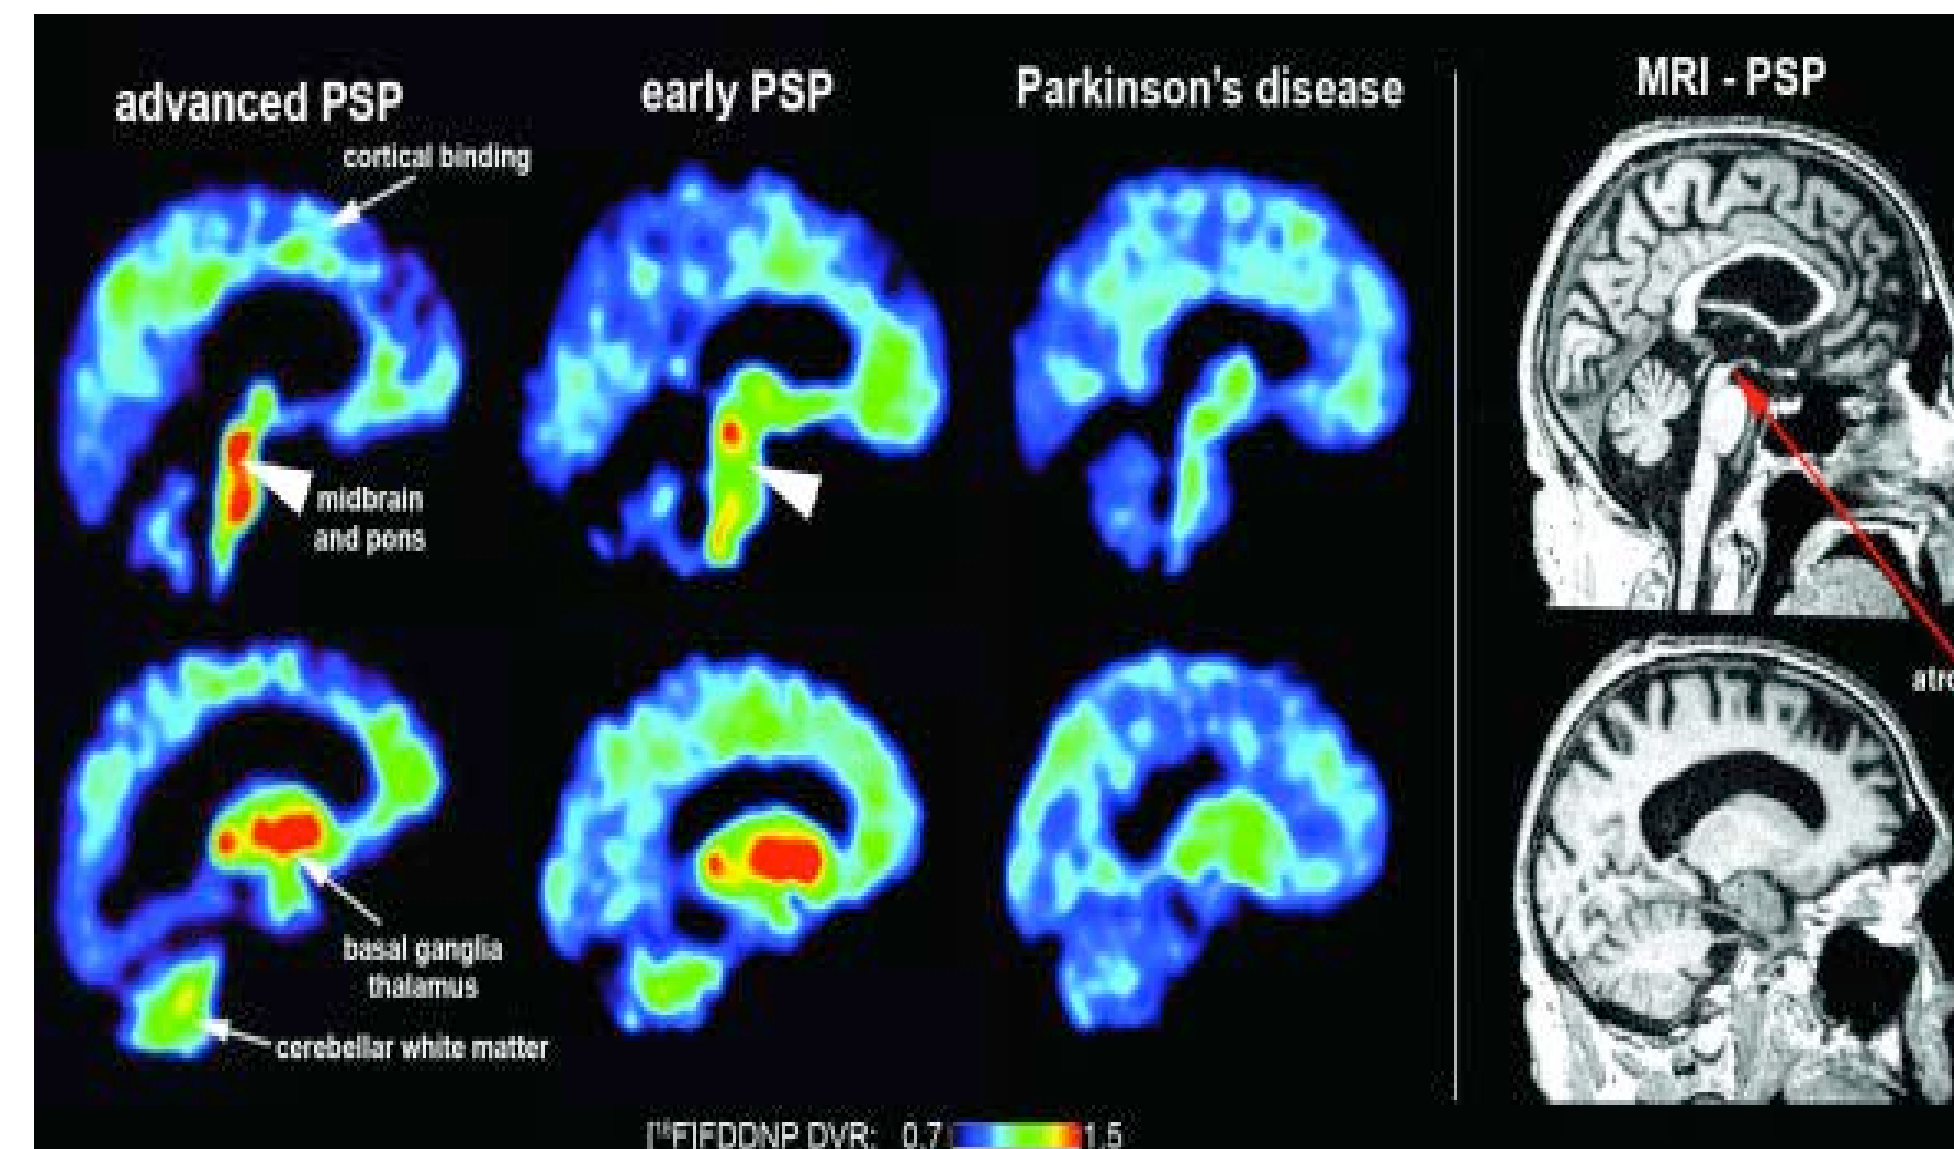 advanced PSP
early PSP
Parkinson's disease
MRI - PSP
cortical binding
midbrain
and pons
basal ganglia
thalamus
cerebellar white matter
atro
[¹⁸F]FDDNP DVR: 0.7 1.5